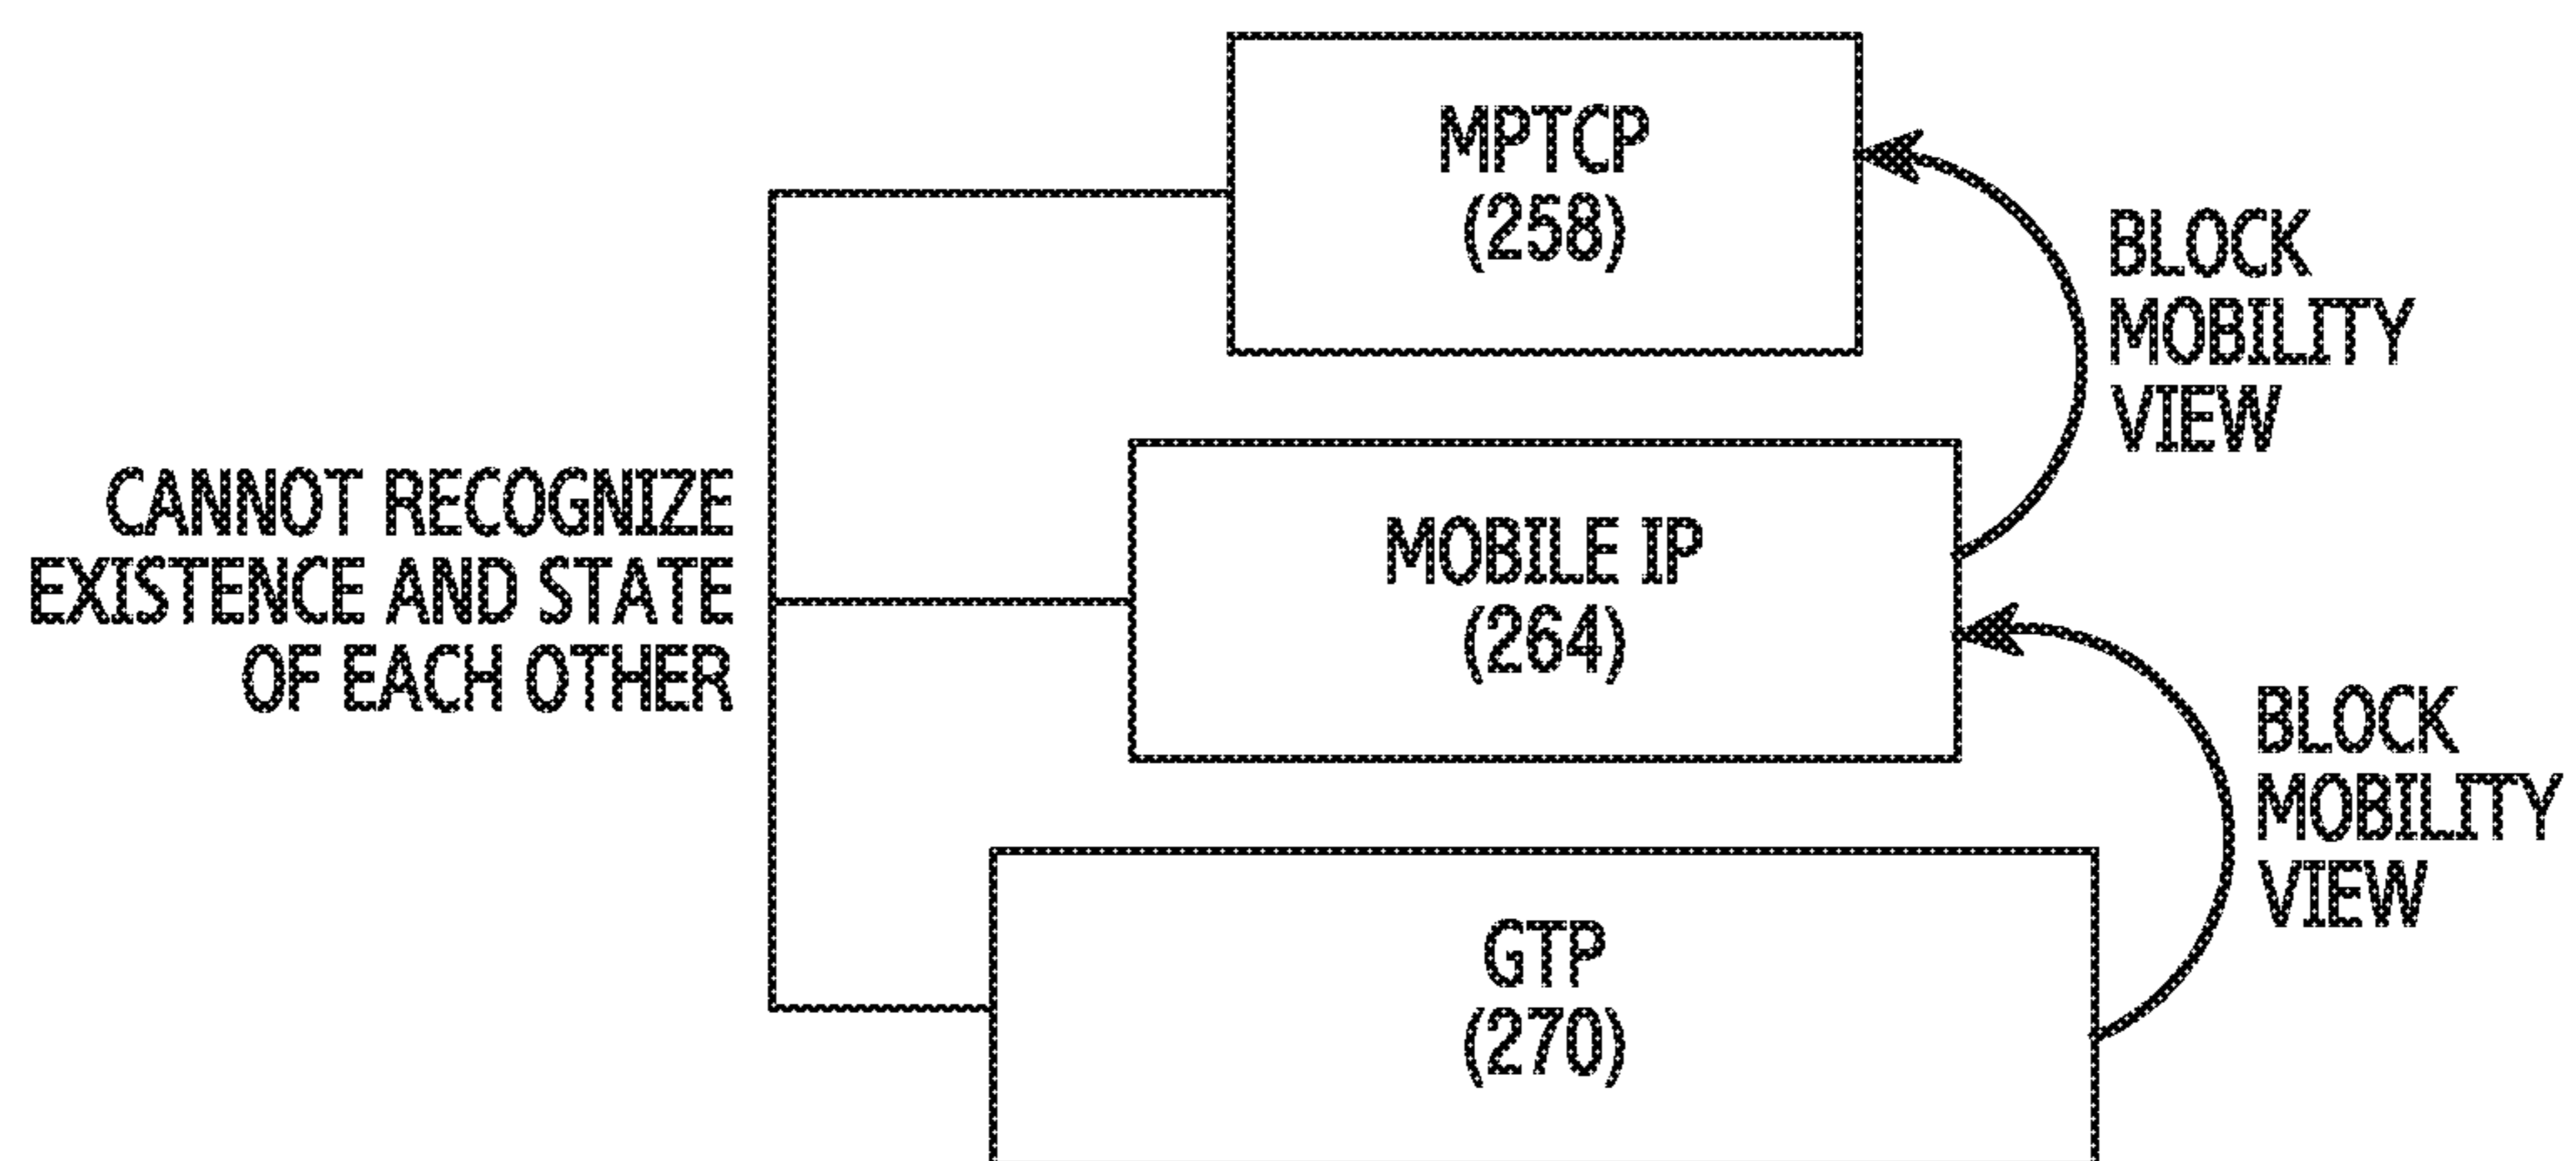 MPTCP
(258)
BLOCK
MOBILITY
VIEW
CANNOT RECOGNIZE
EXISTENCE AND STATE
OF EACH OTHER
MOBILE IP
(264)
BLOCK
MOBILITY
VIEW
GTP
(270)